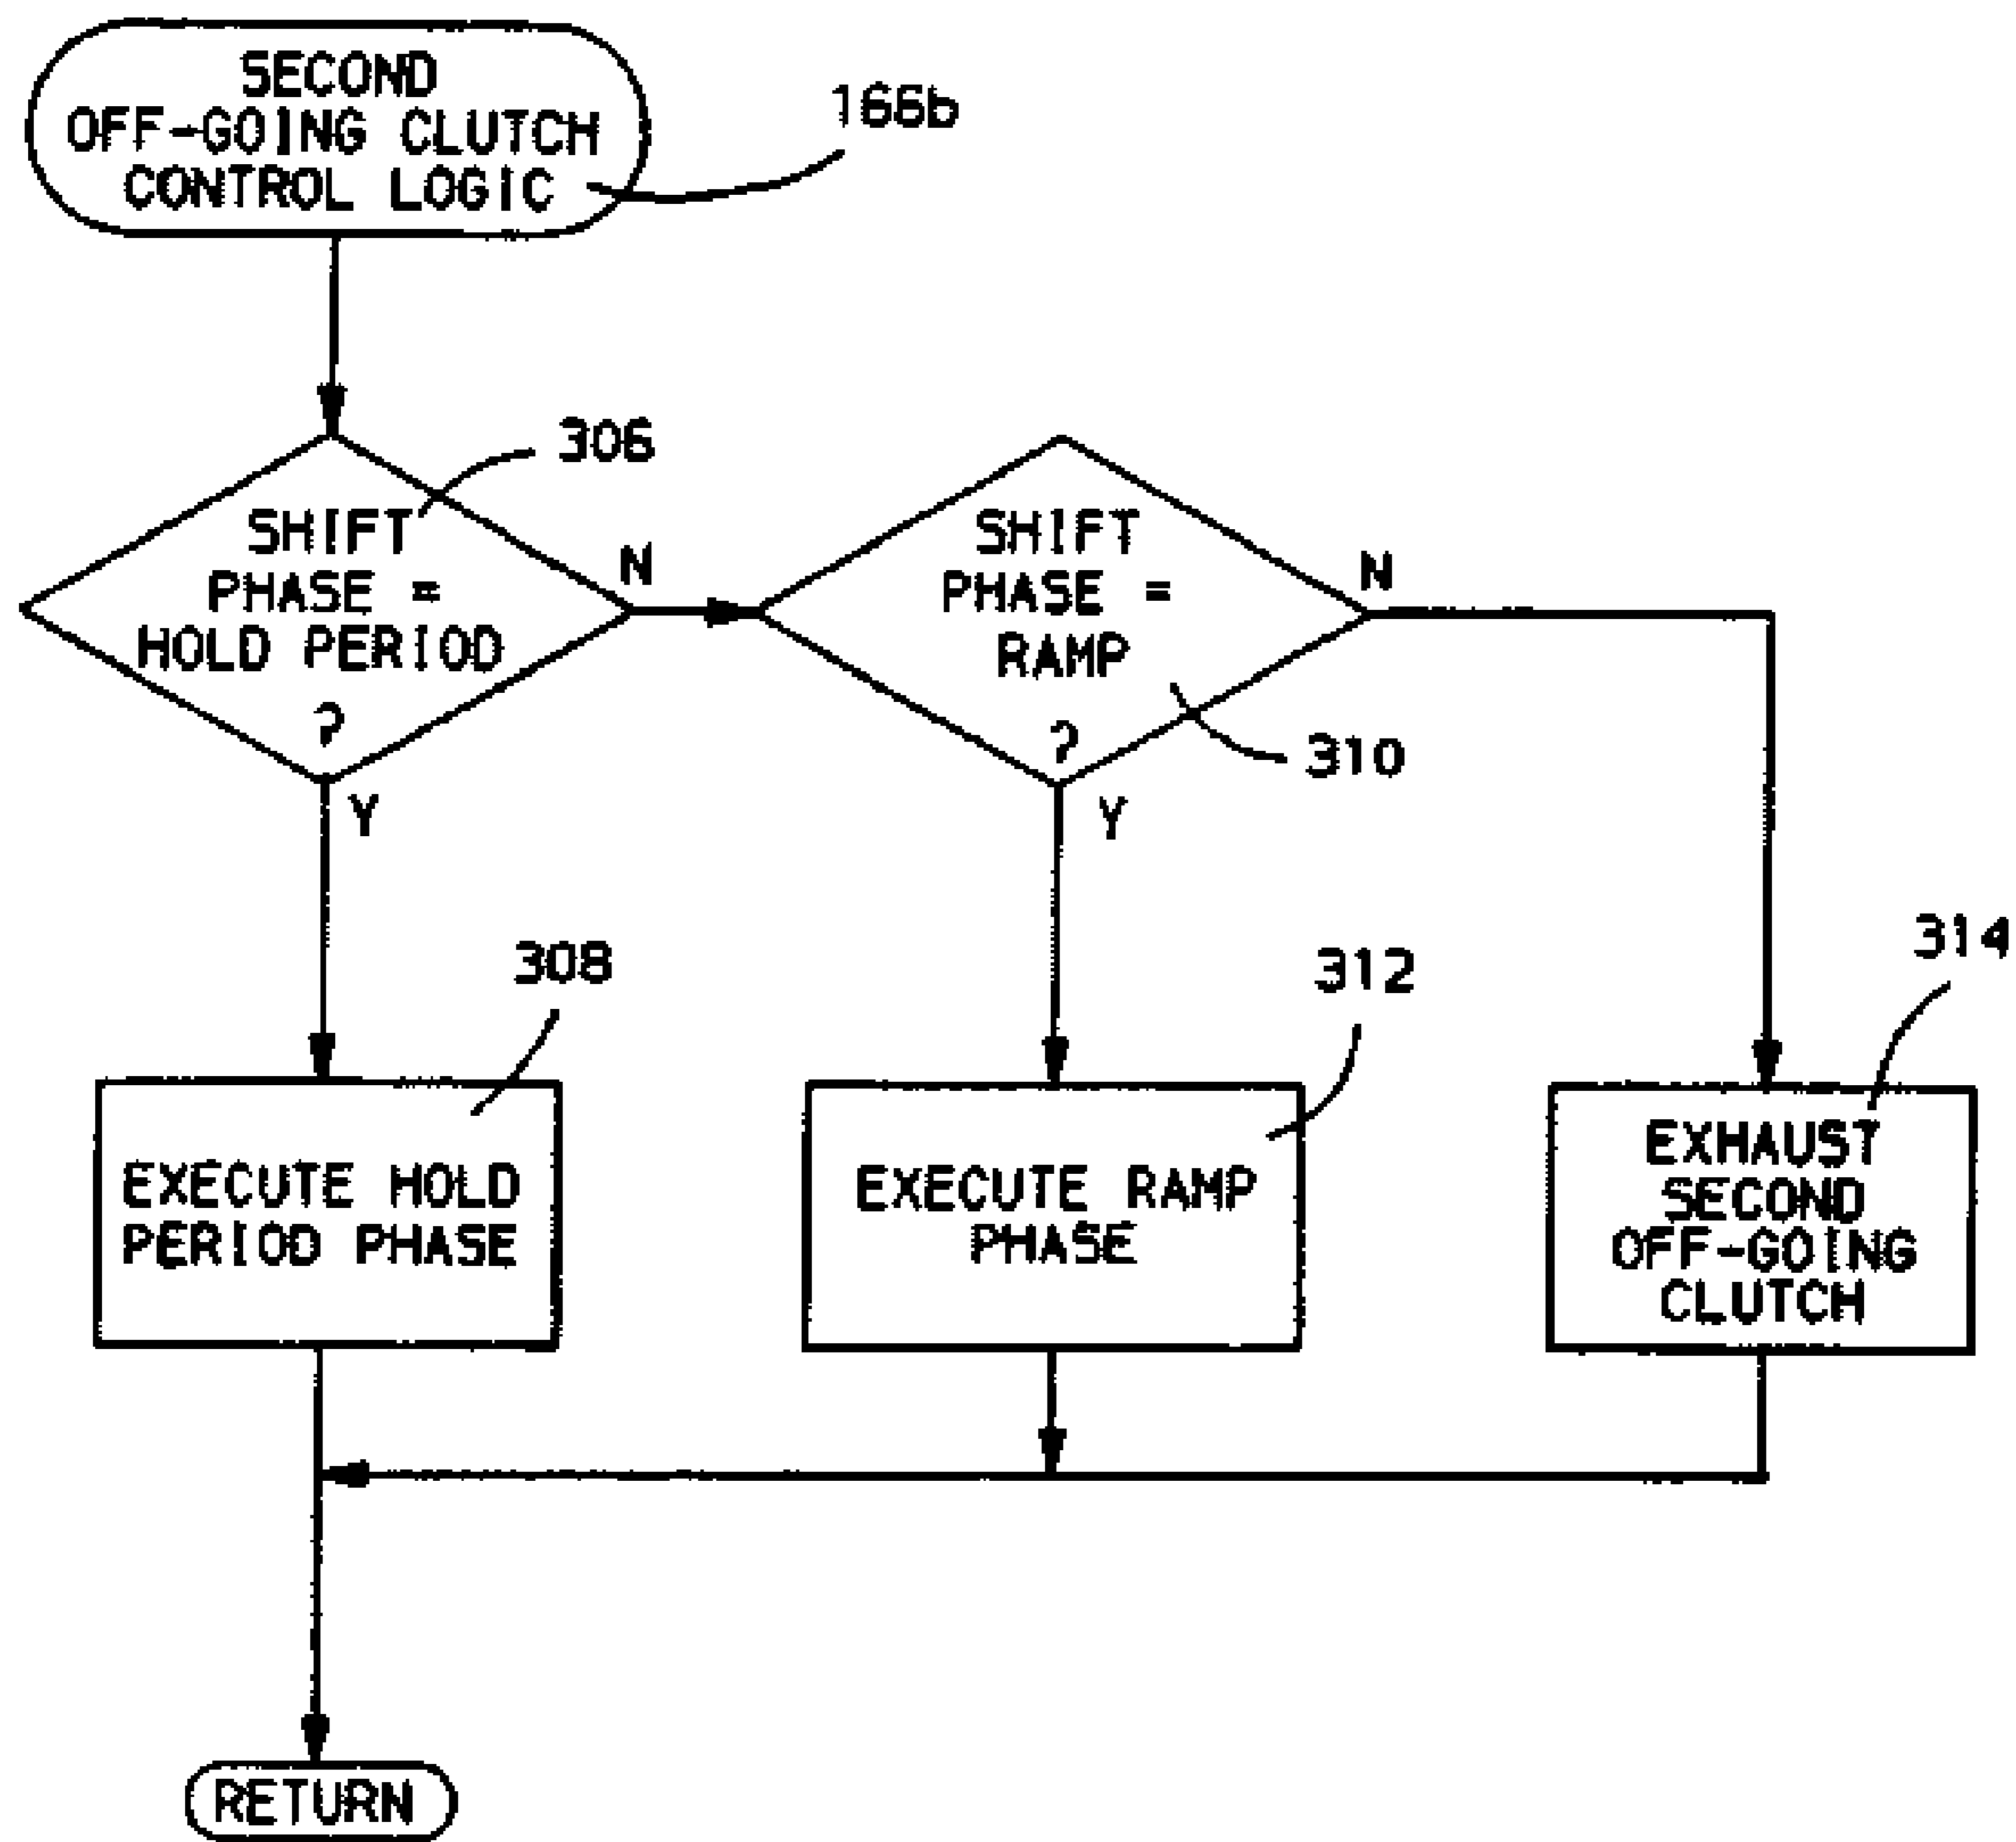 SECOND
OFF-GOING CLUTCH
CONTROL LOGIC
166b
306
SHIFT
PHASE =
HOLD PERIOD
?
N
Y
SHIFT
PHASE =
RAMP
?
N
310
Y
308
EXECUTE HOLD
PERIOD PHASE
312
EXECUTE RAMP
PHASE
314
EXHAUST
SECOND
OFF-GOING
CLUTCH
RETURN